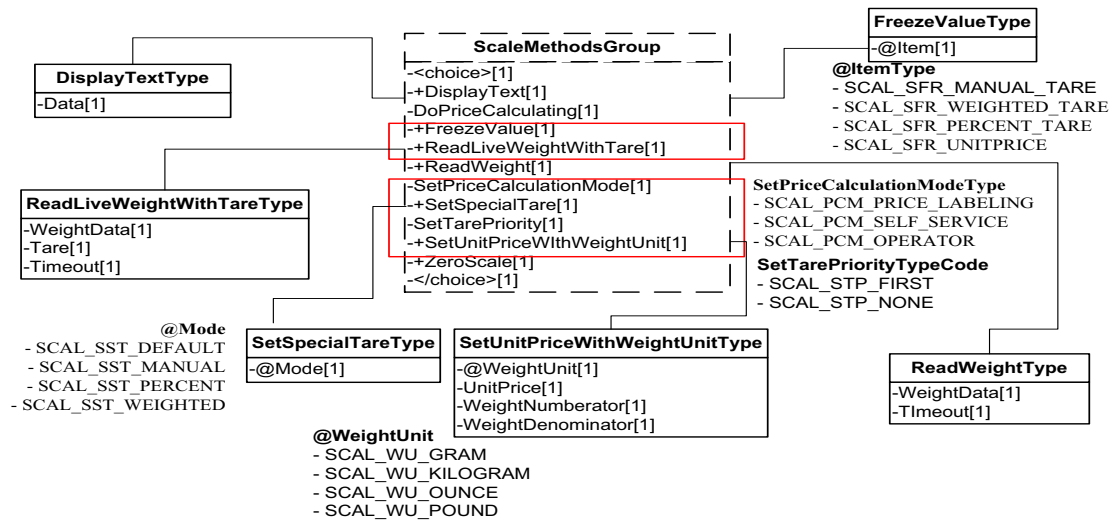 DisplayTextType
-Data[1]
ScaleMethodsGroup
-<choice>[1]
-+DisplayText[1]
-DoPriceCalculating[1]
-+FreezeValue[1]
-+ReadLiveWeightWithTare[1]
-+ReadWeight[1]
-SetPriceCalculationMode[1]
-+SetSpecialTare[1]
-SetTarePriority[1]
-+SetUnitPriceWIthWeightUnit[1]
-+ZeroScale[1]
-</choice>[1]
FreezeValueType
-@Item[1]
@ItemType
- SCAL_SFR_MANUAL_TARE
- SCAL_SFR_WEIGHTED_TARE
- SCAL_SFR_PERCENT_TARE
- SCAL_SFR_UNITPRICE
ReadLiveWeightWithTareType
-WeightData[1]
-Tare[1]
-Timeout[1]
SetPriceCalculationModeType
- SCAL_PCM_PRICE_LABELING
- SCAL_PCM_SELF_SERVICE
- SCAL_PCM_OPERATOR
SetTarePriorityTypeCode
- SCAL_STP_FIRST
- SCAL_STP_NONE
@Mode
- SCAL_SST_DEFAULT
- SCAL_SST_MANUAL
- SCAL_SST_PERCENT
- SCAL_SST_WEIGHTED
SetSpecialTareType
-@Mode[1]
SetUnitPriceWithWeightUnitType
-@WeightUnit[1]
-UnitPrice[1]
-WeightNumberator[1]
-WeightDenominator[1]
ReadWeightType
-WeightData[1]
-TImeout[1]
@WeightUnit
- SCAL_WU_GRAM
- SCAL_WU_KILOGRAM
- SCAL_WU_OUNCE
- SCAL_WU_POUND